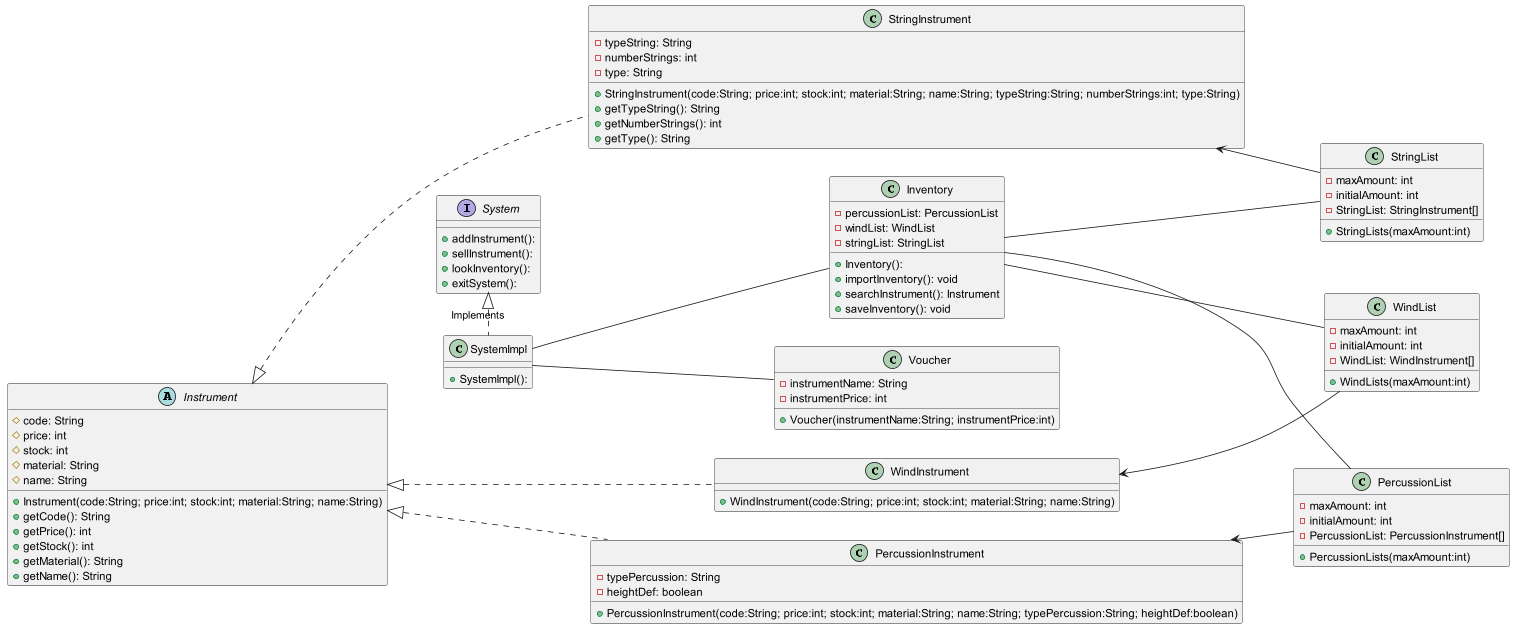 C StringInstrument
typeString: String
numberStrings: int
type: String
StringInstrument(code:String; price:int; stock:int; material:String; name:String; typeString:String; numberStrings:int; type:String)
getTypeString(): String
getNumberStrings(): int
getType(): String
C StringList
maxAmount: int
initialAmount: int
StringList: StringInstrument[]
StringLists(maxAmount:int)
I System
addInstrument():
sellInstrument():
lookInventory():
exitSystem():
Implements
C SystemImpl
SystemImpl():
C Inventory
percussionList: PercussionList
windList: WindList
stringList: StringList
Inventory():
importInventory(): void
searchInstrument(): Instrument
saveInventory(): void
C WindList
maxAmount: int
initialAmount: int
WindList: WindInstrument[]
WindLists(maxAmount:int)
C Voucher
instrumentName: String
instrumentPrice: int
Voucher(instrumentName:String; instrumentPrice:int)
A Instrument
code: String
price: int
stock: int
material: String
name: String
Instrument(code:String; price:int; stock:int; material:String; name:String)
getCode(): String
getPrice(): int
getStock(): int
getMaterial(): String
getName(): String
C WindInstrument
WindInstrument(code:String; price:int; stock:int; material:String; name:String)
C PercussionList
maxAmount: int
initialAmount: int
PercussionList: PercussionInstrument[]
PercussionLists(maxAmount:int)
C PercussionInstrument
typePercussion: String
heightDef: boolean
PercussionInstrument(code:String; price:int; stock:int; material:String; name:String; typePercussion:String; heightDef:boolean)